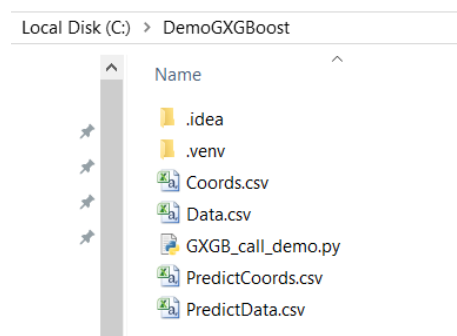 Local Disk (C:) > DemoGXGBoost
Name
.idea
.venv
Coords.csv
Data.csv
GXGB_call_demo.py
PredictCoords.csv
PredictData.csv